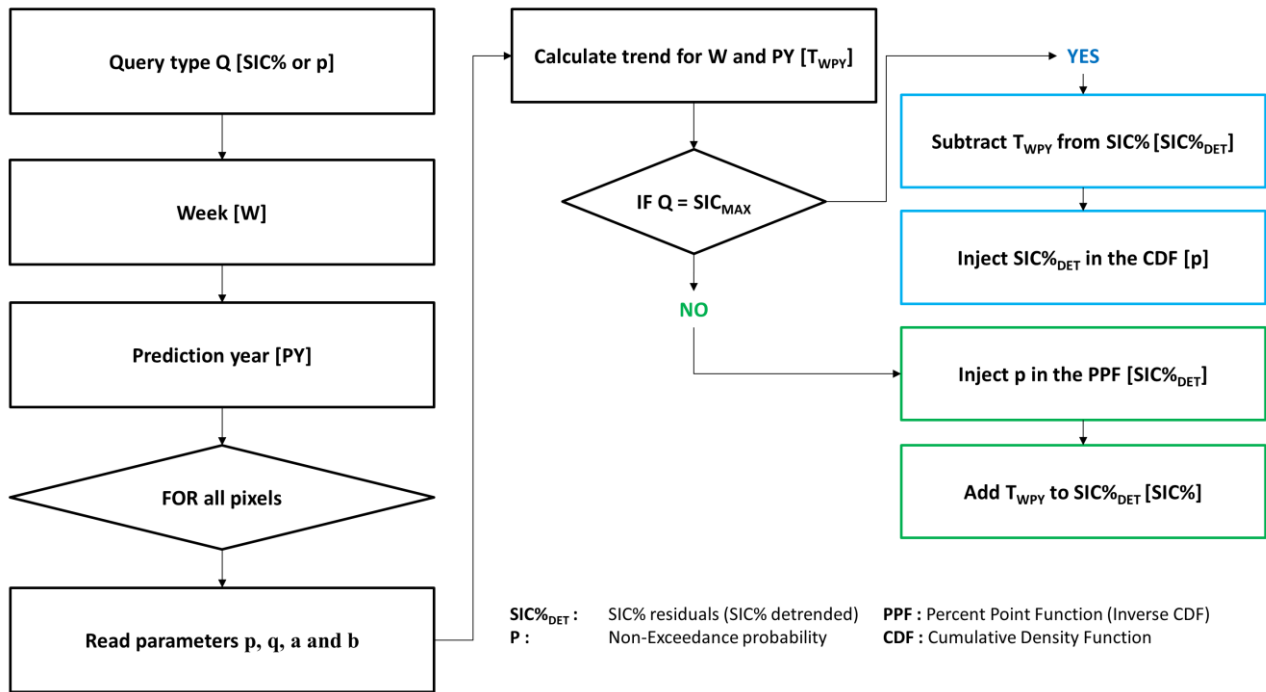 Query type Q [SIC% or p]
Week [W]
Prediction year [PY]
FOR all pixels
Read parameters p, q, a and b
Calculate trend for W and PY [TWPY]
IF Q = SICMAX
YES
Subtract TWPY from SIC% [SIC%DET]
Inject SIC%DET in the CDF [p]
NO
Inject p in the PPF [SIC%DET]
Add TWPY to SIC%DET [SIC%]
SIC%DET : SIC% residuals (SIC% detrended) PPF : Percent Point Function (Inverse CDF)
P : Non-Exceedance probability CDF : Cumulative Density Function